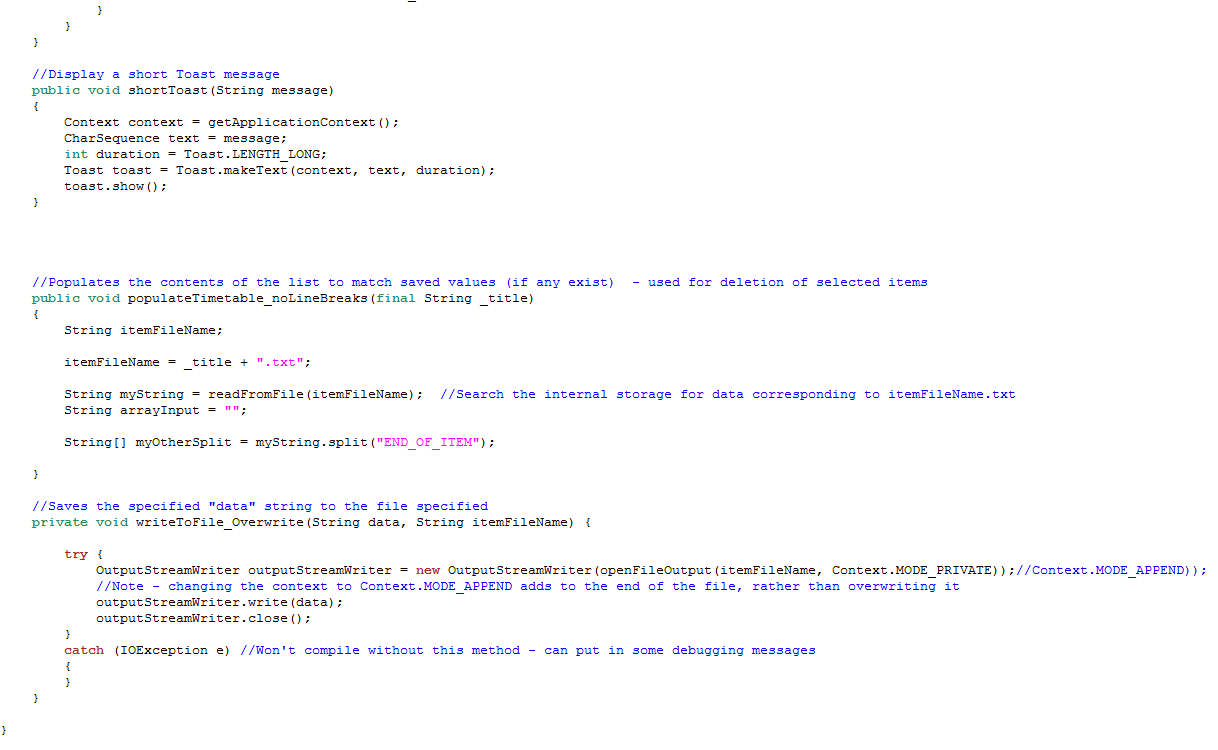 }
}
}
//Display a short Toast message
public void shortToast(String message)
{
Context context = getApplicationContext();
CharSequence text = message;
int duration = Toast.LENGTH_LONG;
Toast toast = Toast.makeText(context, text, duration);
toast.show();
}
//Populates the contents of the list to match saved values (if any exist)  - used for deletion of selected items
public void populateTimetable_noLineBreaks(final String _title)
{
String itemFileName;
itemFileName = _title + ".txt";
String myString = readFromFile(itemFileName);  //Search the internal storage for data corresponding to itemFileName.txt
String arrayInput = "";
String[] myOtherSplit = myString.split("END_OF_ITEM");
}
//Saves the specified "data" string to the file specified
private void writeToFile_Overwrite(String data, String itemFileName) {
try {
OutputStreamWriter outputStreamWriter = new OutputStreamWriter(openFileOutput(itemFileName, Context.MODE_PRIVATE));//Context.MODE_APPEND));
//Note - changing the context to Context.MODE_APPEND adds to the end of the file, rather than overwriting it
outputStreamWriter.write(data);
outputStreamWriter.close();
}
catch (IOException e) //Won't compile without this method - can put in some debugging messages
{
}
}
}